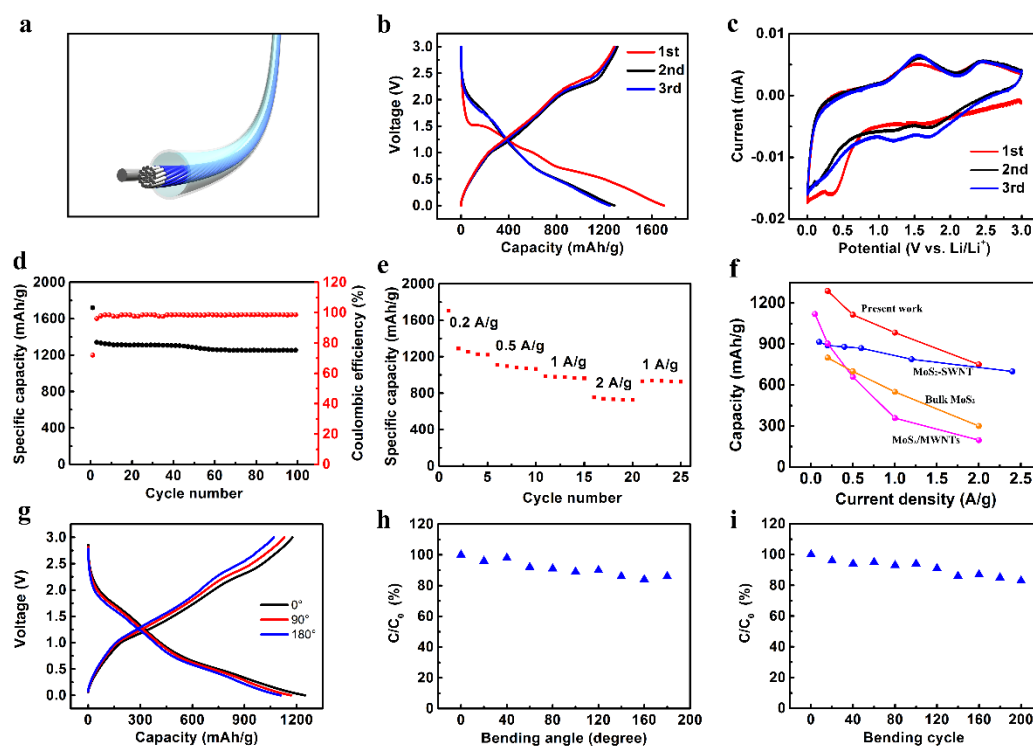 a
b
3.0
2.5
2.0
1.5
1.0
0.5
0.0
Voltage (V)
1st
2nd
3rd
0 400 800 1200 1600
Capacity (mAh/g)
c
0.01
0.00
-0.01
-0.02
Current (mA)
1st
2nd
3rd
0.0 0.5 1.0 1.5 2.0 2.5 3.0
Potential (V vs. Li/Li⁺)
d
2000
1600
1200
800
400
0
Specific capacity (mAh/g)
120
100
80
60
40
20
0
Coulombic efficiency (%)
0 20 40 60 80 100
Cycle number
e
2000
1600
1200
800
400
0
Specific capacity (mAh/g)
0.2 A/g
0.5 A/g
1 A/g
2 A/g
1 A/g
0 5 10 15 20 25
Cycle number
f
1200
900
600
300
0
Capacity (mAh/g)
Present work
MoS₂-SWNT
Bulk MoS₂
MoS₂/MWNTs
0.0 0.5 1.0 1.5 2.0 2.5
Current density (A/g)
g
3.0
2.5
2.0
1.5
1.0
0.5
0.0
Voltage (V)
0°
90°
180°
0 300 600 900 1200
Capacity (mAh/g)
h
120
100
80
60
40
20
0
C/C₀ (%)
0 40 80 120 160 200
Bending angle (degree)
i
120
100
80
60
40
20
0
C/C₀ (%)
0 40 80 120 160 200
Bending cycle